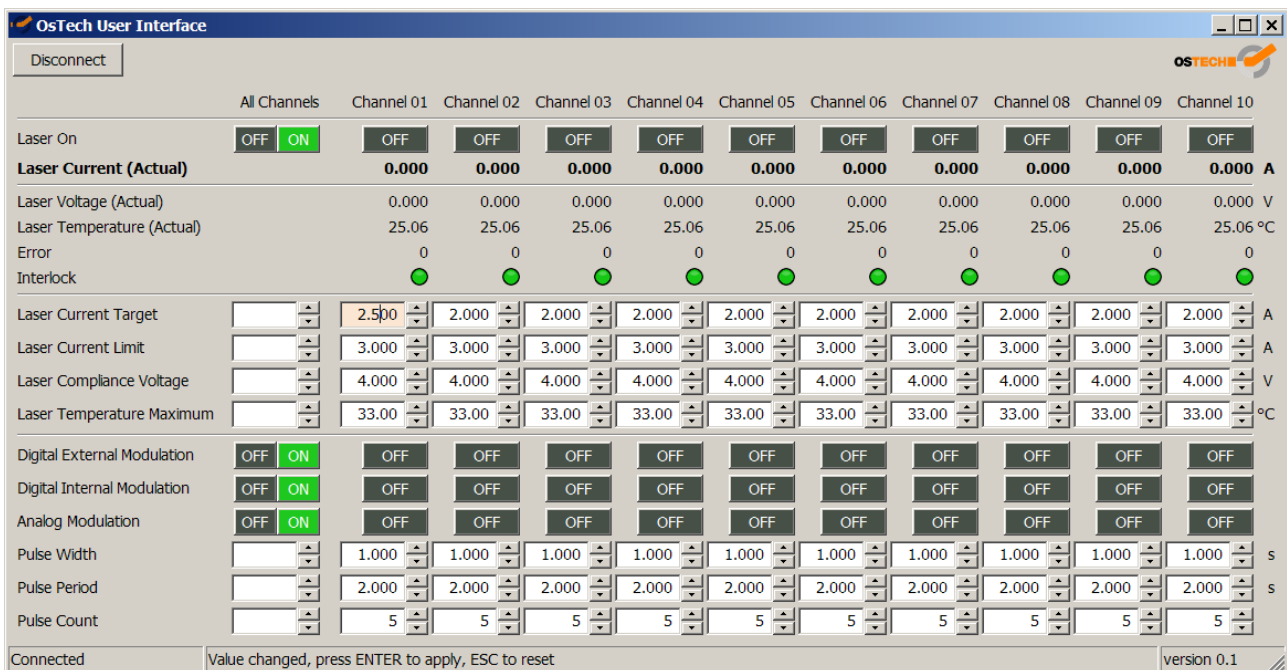 OsTech User Interface
Disconnect
OSTECH
All Channels Channel 01 Channel 02 Channel 03 Channel 04 Channel 05 Channel 06 Channel 07 Channel 08 Channel 09 Channel 10
Laser On OFF ON OFF OFF OFF OFF OFF OFF OFF OFF OFF OFF
Laser Current (Actual) 0.000 0.000 0.000 0.000 0.000 0.000 0.000 0.000 0.000 0.000 A
Laser Voltage (Actual) 0.000 0.000 0.000 0.000 0.000 0.000 0.000 0.000 0.000 0.000 V
Laser Temperature (Actual) 25.06 25.06 25.06 25.06 25.06 25.06 25.06 25.06 25.06 25.06 °C
Error 0 0 0 0 0 0 0 0 0 0
Interlock
Laser Current Target 2.500 2.000 2.000 2.000 2.000 2.000 2.000 2.000 2.000 2.000 A
Laser Current Limit 3.000 3.000 3.000 3.000 3.000 3.000 3.000 3.000 3.000 3.000 A
Laser Compliance Voltage 4.000 4.000 4.000 4.000 4.000 4.000 4.000 4.000 4.000 4.000 V
Laser Temperature Maximum 33.00 33.00 33.00 33.00 33.00 33.00 33.00 33.00 33.00 33.00 °C
Digital External Modulation OFF ON OFF OFF OFF OFF OFF OFF OFF OFF OFF OFF
Digital Internal Modulation OFF ON OFF OFF OFF OFF OFF OFF OFF OFF OFF OFF
Analog Modulation OFF ON OFF OFF OFF OFF OFF OFF OFF OFF OFF OFF
Pulse Width 1.000 1.000 1.000 1.000 1.000 1.000 1.000 1.000 1.000 1.000 s
Pulse Period 2.000 2.000 2.000 2.000 2.000 2.000 2.000 2.000 2.000 2.000 s
Pulse Count 5 5 5 5 5 5 5 5 5 5
Connected Value changed, press ENTER to apply, ESC to reset version 0.1